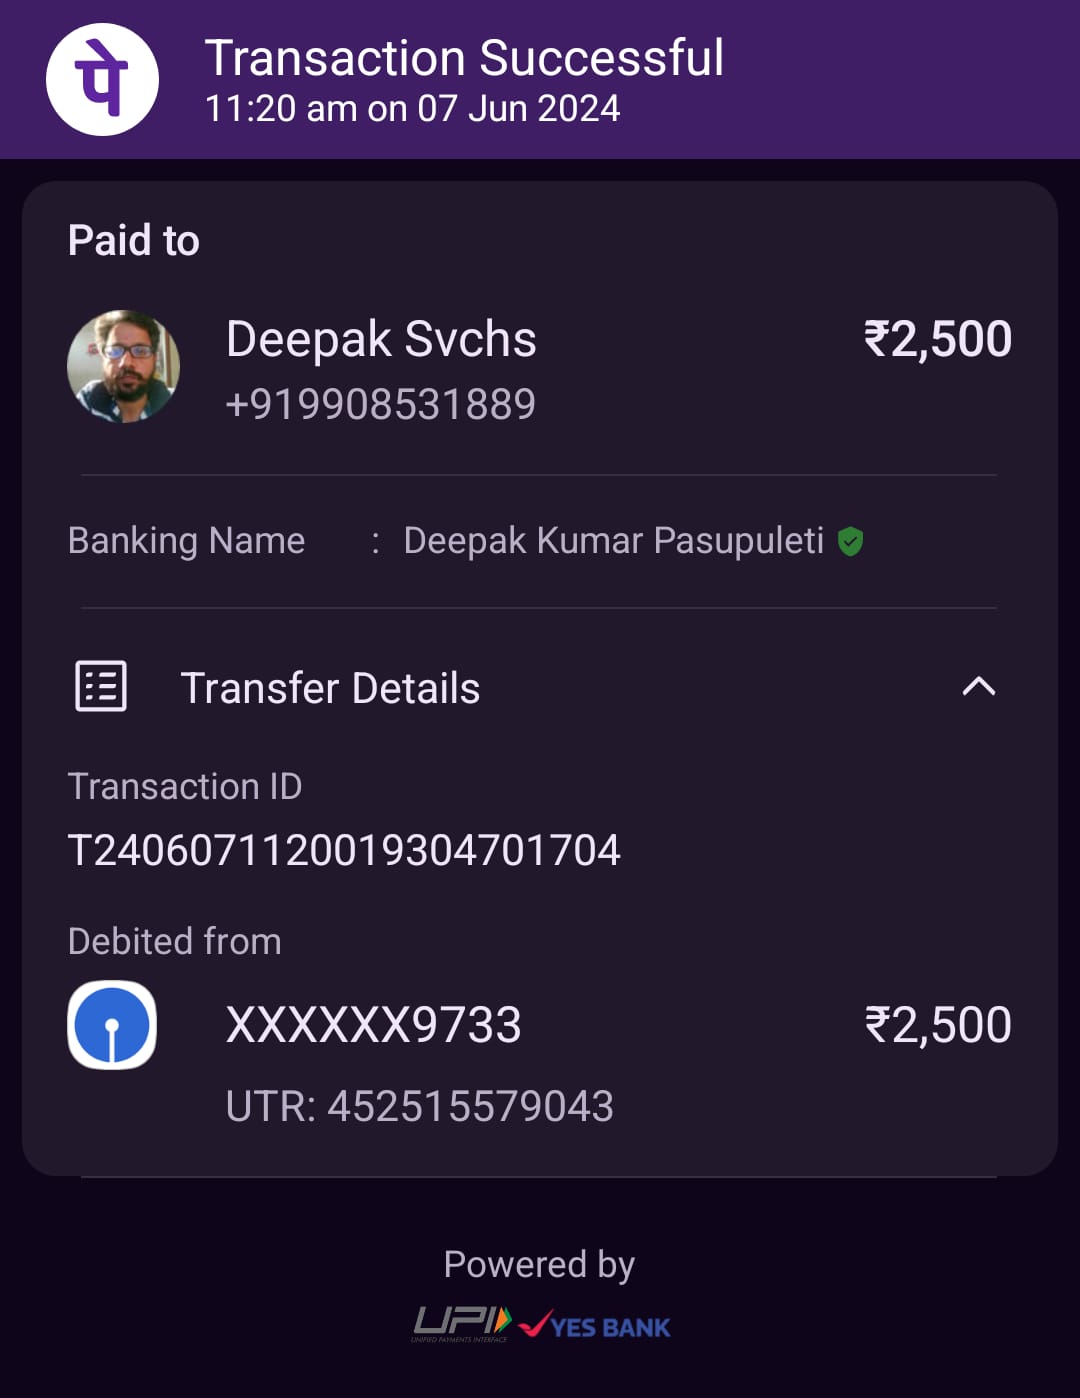 पे
Transaction Successful
11:20 am on 07 Jun 2024
Paid to
Deepak Svchs ₹2,500
+919908531889
Banking Name : Deepak Kumar Pasupuleti
Transfer Details
Transaction ID
T2406071120019304701704
Debited from
XXXXXX9733 ₹2,500
UTR: 452515579043
Powered by
UPI YES BANK
UNIFIED PAYMENTS INTERFACE